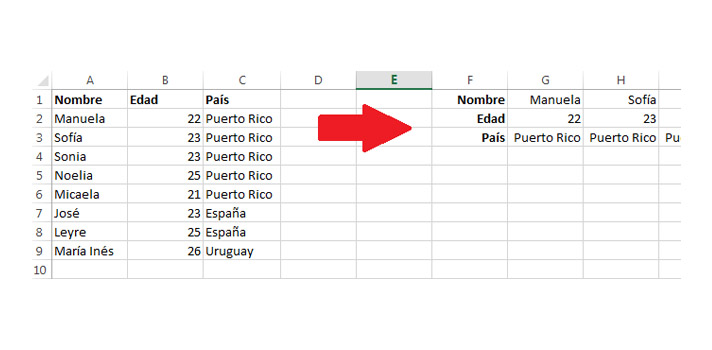 A B C D E F G H
1 Nombre Edad País Nombre Manuela Sofía
2 Manuela 22 Puerto Rico Edad 22 23
3 Sofía 23 Puerto Rico País Puerto Rico Puerto Rico Pu
4 Sonia 23 Puerto Rico
5 Noelia 25 Puerto Rico
6 Micaela 21 Puerto Rico
7 José 23 España
8 Leyre 25 España
9 María Inés 26 Uruguay
10